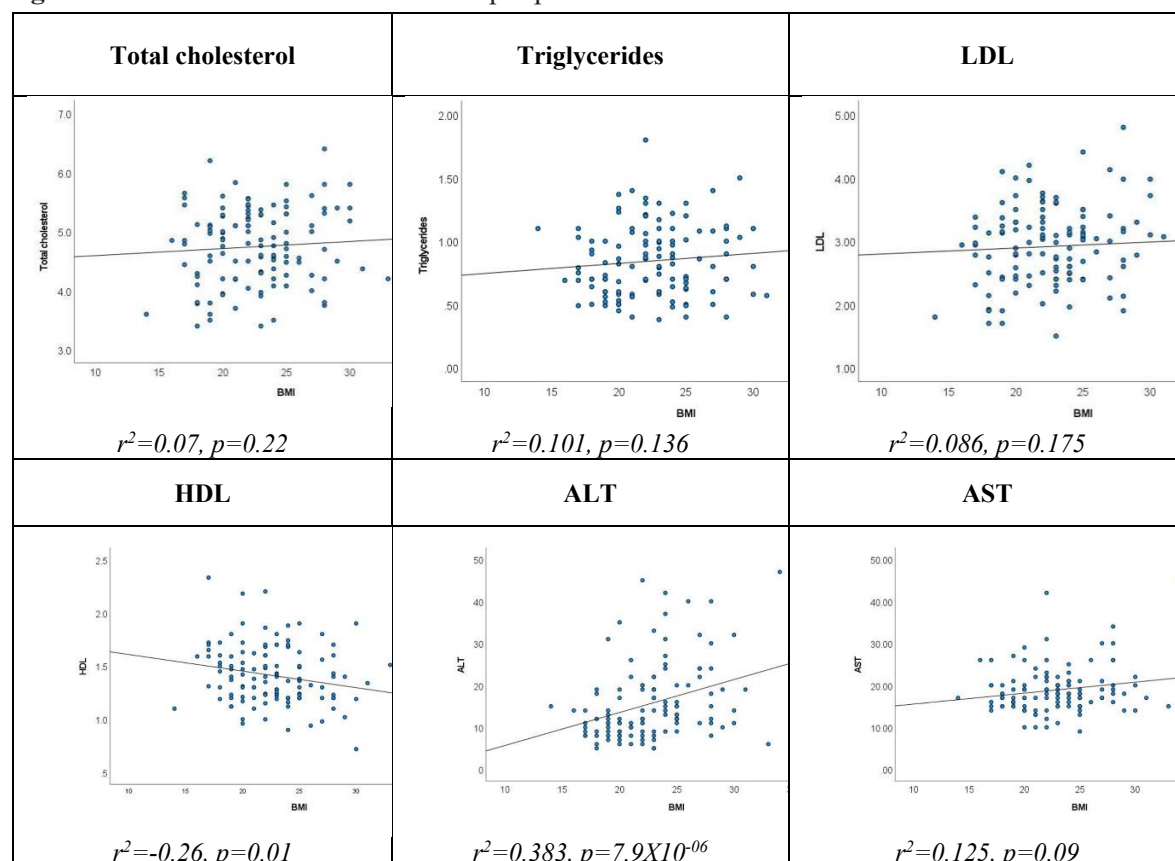 Total cholesterol
Triglycerides
LDL
7.0
6.0
5.0
4.0
3.0
Total cholesterol
10 15 20 25 30
BMI
r²=0.07, p=0.22
2.00
1.50
1.00
.50
.00
Triglycerides
10 15 20 25 30
BMI
r²=0.101, p=0.136
5.00
4.00
3.00
2.00
1.00
LDL
10 15 20 25 30
BMI
r²=0.086, p=0.175
HDL
ALT
AST
2.5
2.0
1.5
1.0
.5
HDL
10 15 20 25 30
BMI
r²=-0.26, p=0.01
50
40
30
20
10
0
ALT
10 15 20 25 30
BMI
r²=0.383, p=7.9X10⁻⁰⁶
50.00
40.00
30.00
20.00
10.00
.00
AST
10 15 20 25 30
BMI
r²=0.125, p=0.09